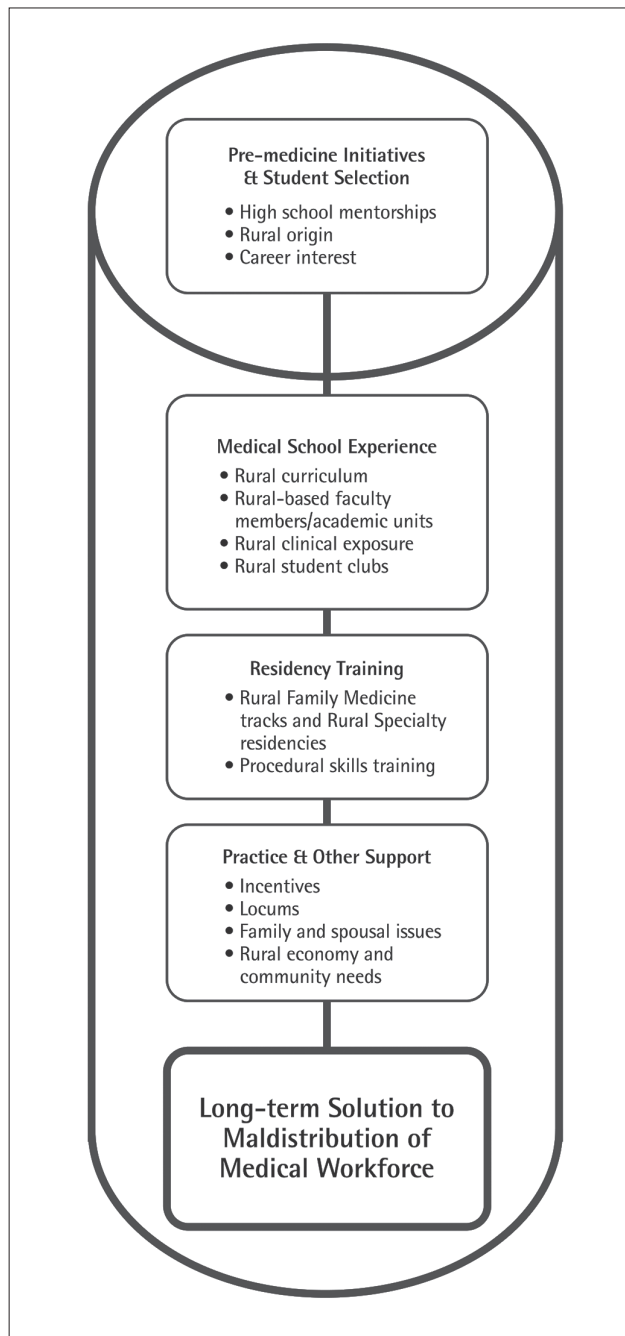 Pre-medicine Initiatives
& Student Selection
• High school mentorships
• Rural origin
• Career interest
Medical School Experience
• Rural curriculum
• Rural-based faculty
members/academic units
• Rural clinical exposure
• Rural student clubs
Residency Training
• Rural Family Medicine
tracks and Rural Specialty
residencies
• Procedural skills training
Practice & Other Support
• Incentives
• Locums
• Family and spousal issues
• Rural economy and
community needs
Long-term Solution to
Maldistribution of
Medical Workforce